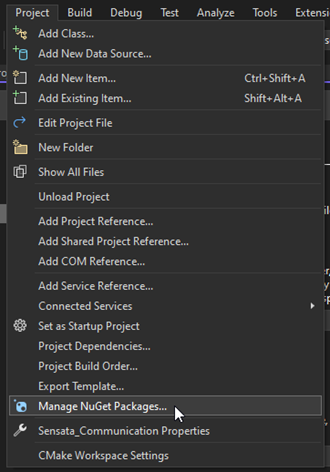 Project Build Debug Test Analyze Tools Extensi
Add Class...
Add New Data Source...
Add New Item... Ctrl+Shift+A
Add Existing Item... Shift+Alt+A
Edit Project File
New Folder
Show All Files
Unload Project
Add Project Reference...
Add Shared Project Reference...
Add COM Reference...
Add Service Reference...
Connected Services
Set as Startup Project
Project Dependencies...
Project Build Order...
Export Template...
Manage NuGet Packages...
Sensata_Communication Properties
CMake Workspace Settings